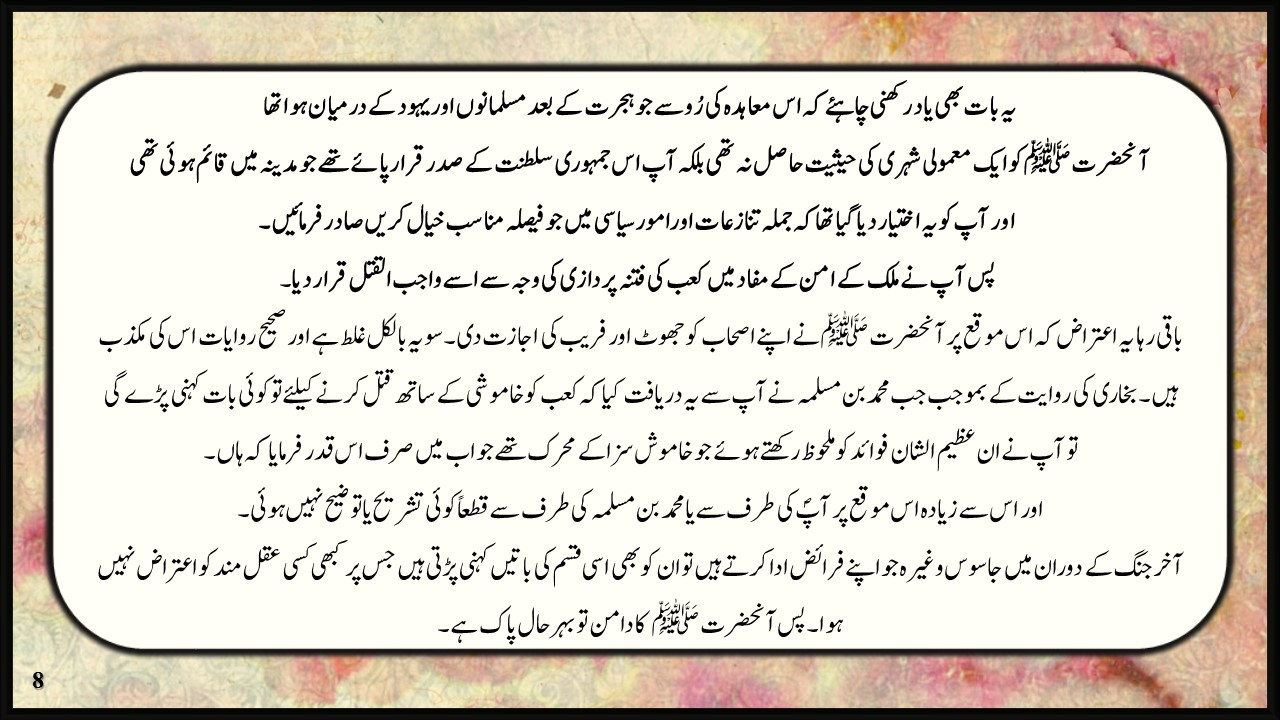 یہ بات بھی یاد رکھنی چاہئے کہ اس معاہدہ کی رُو سے جو ہجرت کے بعد مسلمانوں اور یہود کے درمیان ہوا تھا
آنحضرت ﷺ کو ایک معمولی شہری کی حیثیت حاصل نہ تھی بلکہ آپ اس جمہوری سلطنت کے صدر قرار پائے تھے جو مدینہ میں قائم ہوئی تھی
اور آپ کو یہ اختیار دیا گیا تھا کہ جملہ تنازعات اور امور سیاسی میں جو فیصلہ مناسب خیال کریں صادر فرمائیں۔
پس آپ نے ملک کے امن کے مفاد میں کعب کی فتنہ پردازی کی وجہ سے اسے واجب القتل قرار دیا۔
باقی رہا یہ اعتراض کہ اس موقع پر آنحضرت ﷺ نے اپنے اصحاب کو جھوٹ اور فریب کی اجازت دی۔ سو یہ بالکل غلط ہے اور صحیح روایات اس کی مکذب
ہیں۔ بخاری کی روایت کے بموجب جب محمد بن مسلمہ نے آپ سے یہ دریافت کیا کہ کعب کو خاموشی کے ساتھ قتل کرنے کیلئے تو کوئی بات کہنی پڑے گی
تو آپ نے ان عظیم الشان فوائد کو ملحوظ رکھتے ہوئے جو خاموش سزا کے محرک تھے جواب میں صرف اس قدر فرمایا کہ ہاں۔
اور اس سے زیادہ اس موقع پر آپؐ کی طرف سے یا محمد بن مسلمہ کی طرف سے قطعاً کوئی تشریح یا توضیح نہیں ہوئی۔
آخر جنگ کے دوران میں جاسوس وغیرہ جو اپنے فرائض ادا کرتے ہیں تو ان کو بھی اسی قسم کی باتیں کہنی پڑتی ہیں جس پر کبھی کسی عقل مند کو اعتراض نہیں
ہوا۔ پس آنحضرت ﷺ کا دامن تو بہرحال پاک ہے۔
8